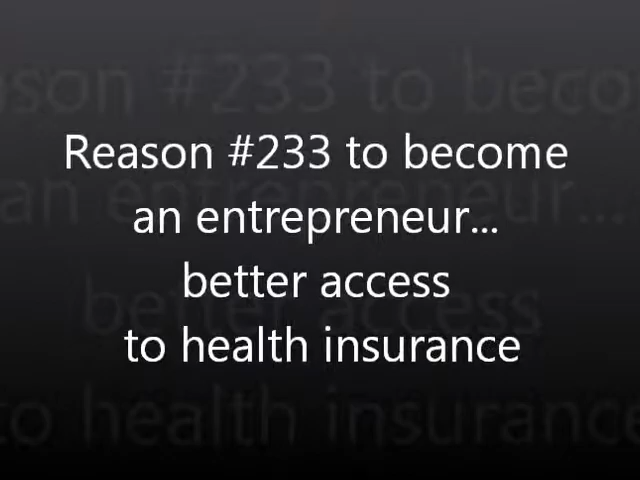 Reason #233 to become
an entrepreneur...
better access
to health insurance